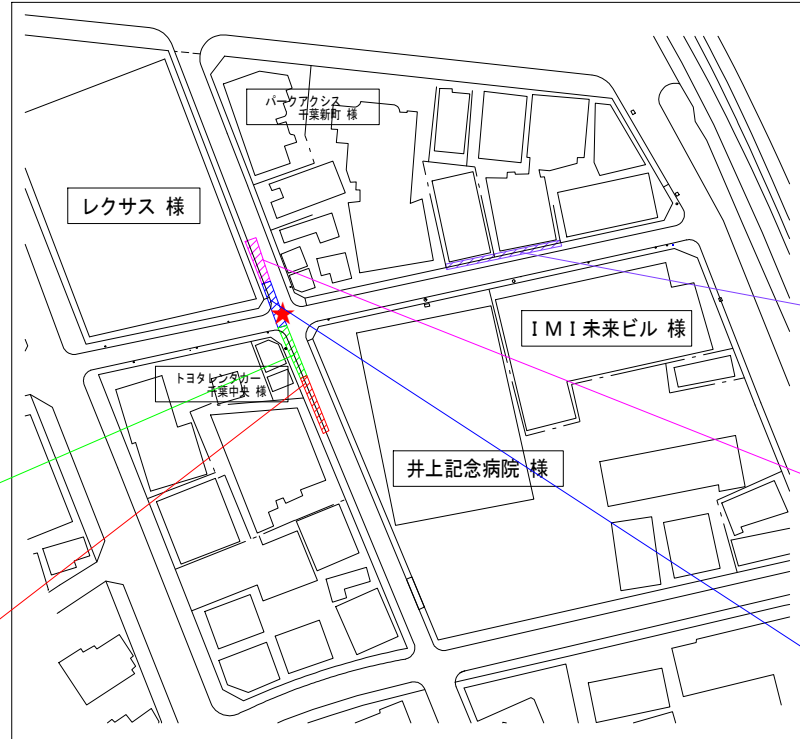 パークアクシス
千葉新町 様
レクサス 様
ＩＭＩ未来ビル 様
トヨタレンタカー
千葉中央 様
井上記念病院 様